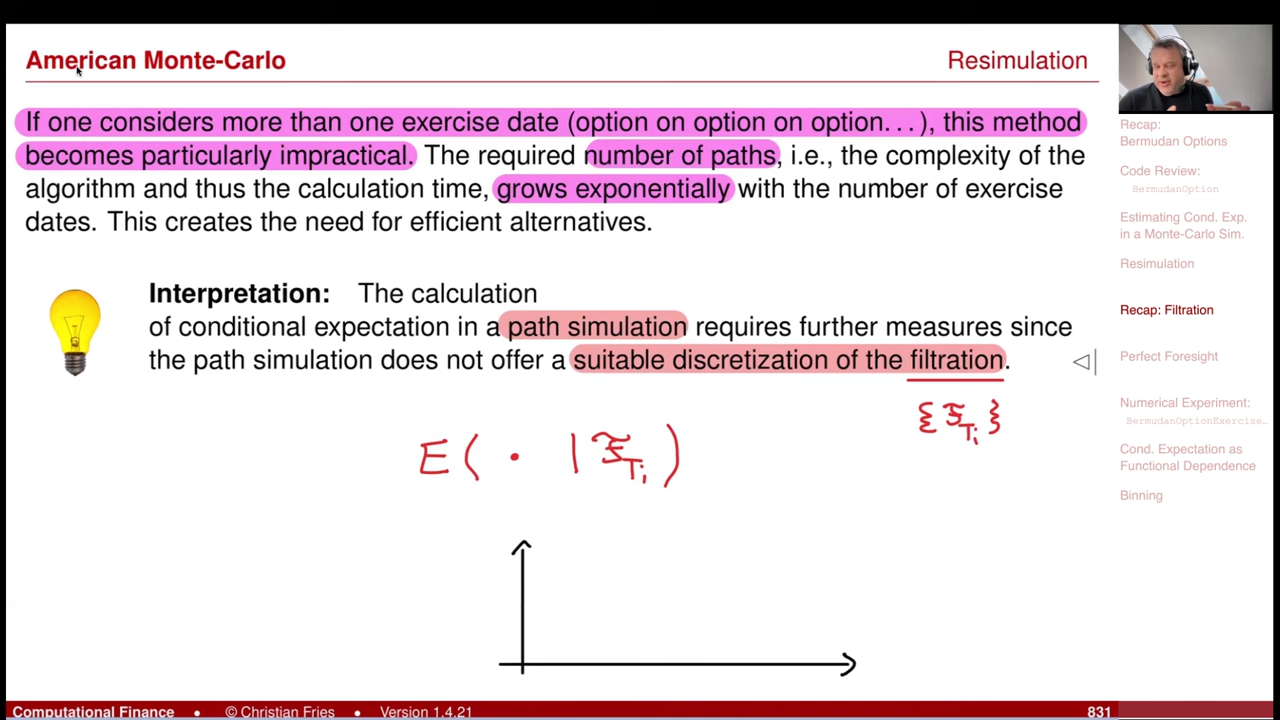 American Monte-Carlo
Resimulation
If one considers more than one exercise date (option on option on option. . . ), this method
becomes particularly impractical. The required number of paths, i.e., the complexity of the
algorithm and thus the calculation time, grows exponentially with the number of exercise
dates. This creates the need for efficient alternatives.
Interpretation: The calculation
of conditional expectation in a path simulation requires further measures since
the path simulation does not offer a suitable discretization of the filtration.
{ℱ_Ti}
E( · | ℱ_Ti )
Recap:
Bermudan Options
Code Review:
BermudanOption
Estimating Cond. Exp.
in a Monte-Carlo Sim.
Resimulation
Recap: Filtration
Perfect Foresight
Numerical Experiment:
BermudanOptionExercise…
Cond. Expectation as
Functional Dependence
Binning
Computational Finance • © Christian Fries • Version 1.4.21
831